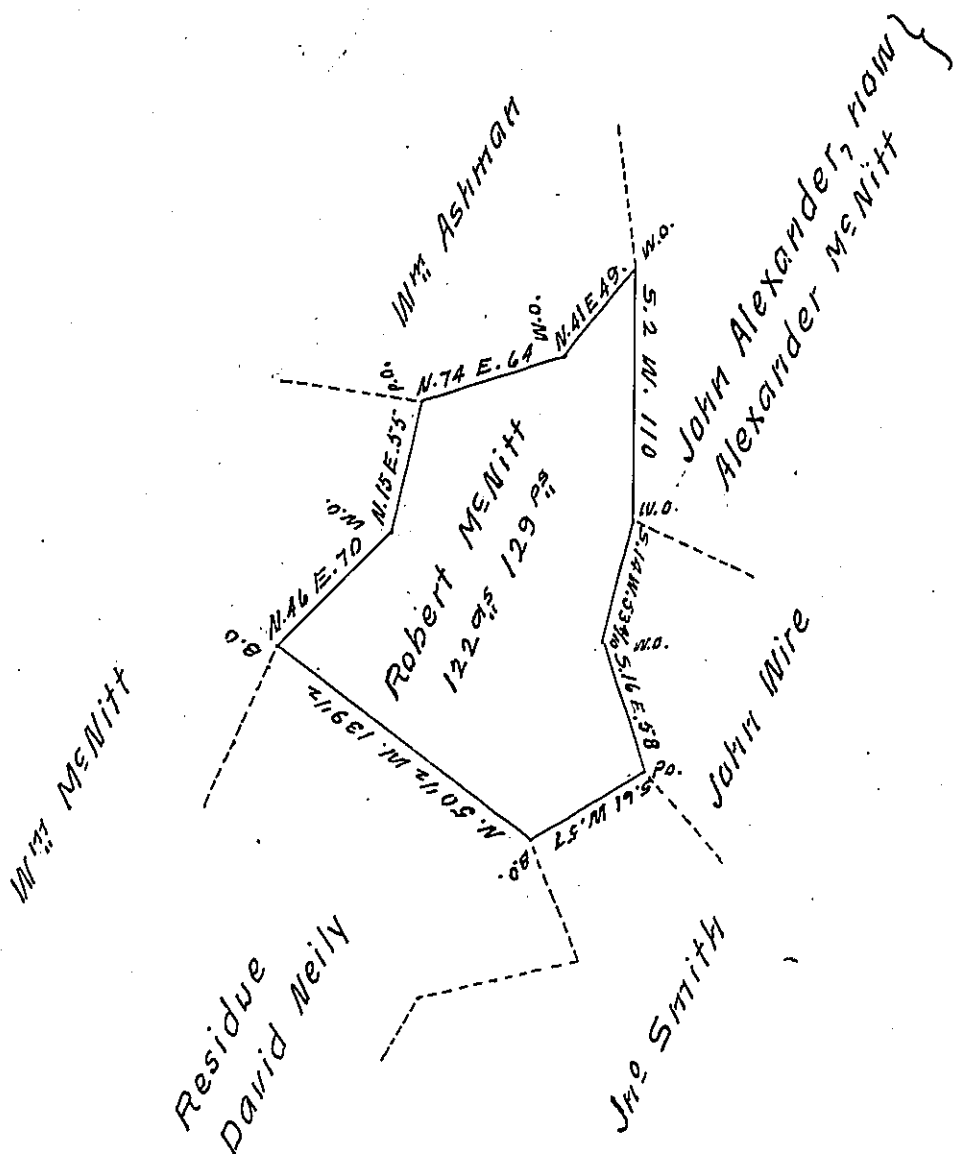 Wm McNitt
Wm Ashman
John Alexander, now }
Alexander McNitt
B.O.
N.46 E.70
W.O.
N.15 E.55
P.O.
N.74 E.64
W.O.
N.41 E.49.
W.O.
S.2 W.110
W.O.
S.14 W.53 4/10
W.O.
S.16 E.58
P.O.
S.61 W.57
B.O.
N.50 1/2 W.139 1/2
Robert McNitt
122 as 129 ps
John Wire
Jno Smith
Residue
David Neily